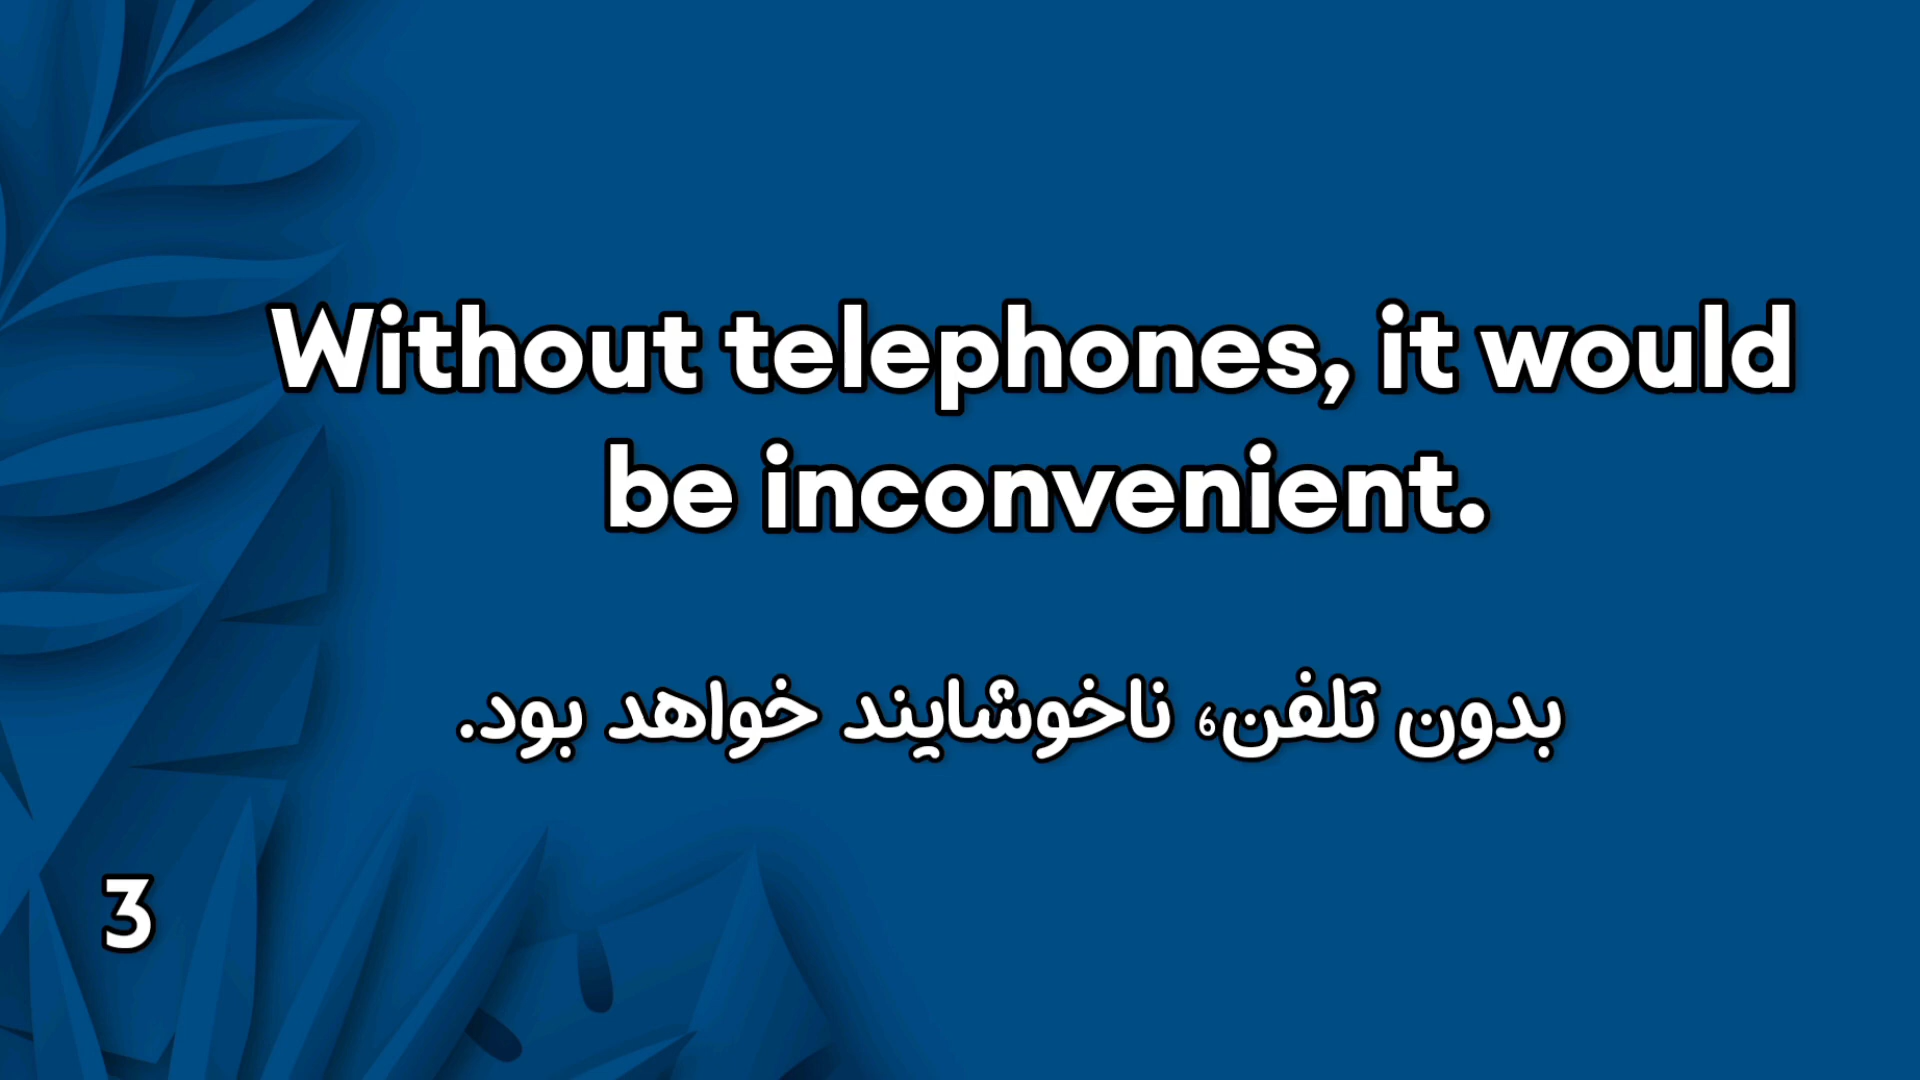 Without telephones, it would
be inconvenient.
بدون تلفن، ناخوشایند خواهد بود.
3